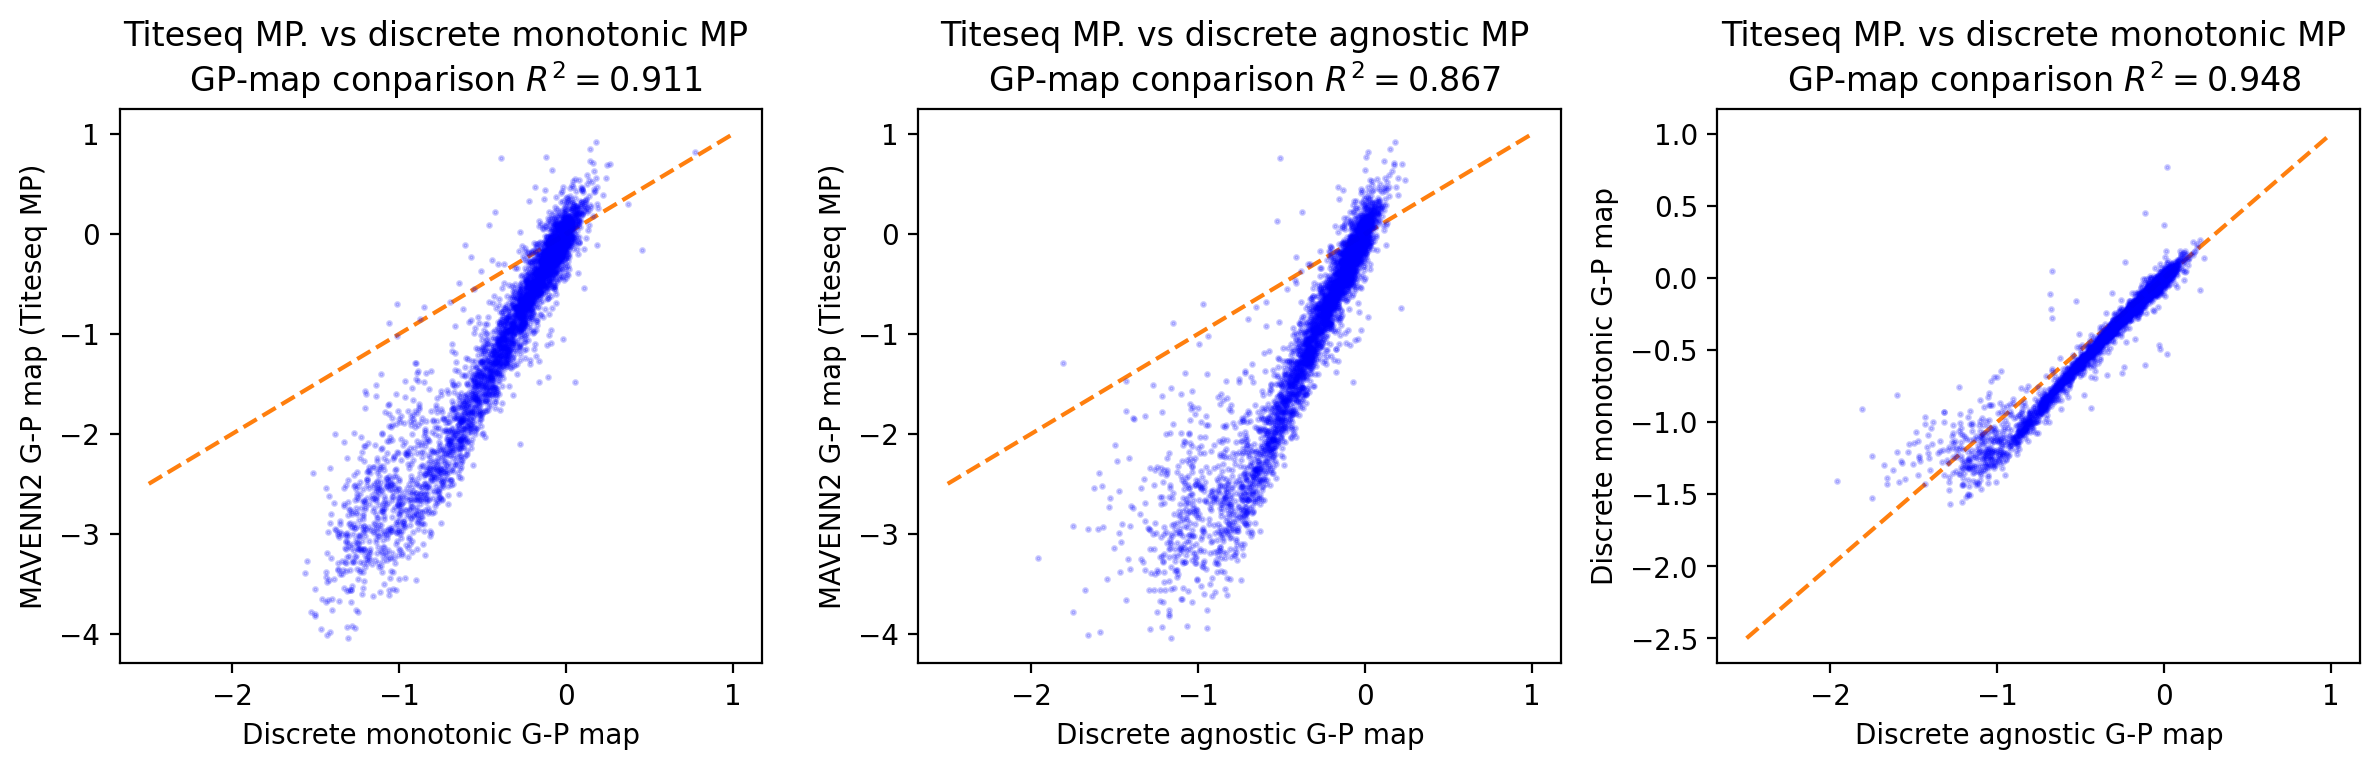 Titeseq MP. vs discrete monotonic MP
GP-map conparison R² = 0.911
MAVENN2 G-P map (Titeseq MP)
1
0
−1
−2
−3
−4
−2
−1
0
1
Discrete monotonic G-P map
Titeseq MP. vs discrete agnostic MP
GP-map conparison R² = 0.867
MAVENN2 G-P map (Titeseq MP)
1
0
−1
−2
−3
−4
−2
−1
0
1
Discrete agnostic G-P map
Titeseq MP. vs discrete monotonic MP
GP-map conparison R² = 0.948
Discrete monotonic G-P map
1.0
0.5
0.0
−0.5
−1.0
−1.5
−2.0
−2.5
−2
−1
0
1
Discrete agnostic G-P map